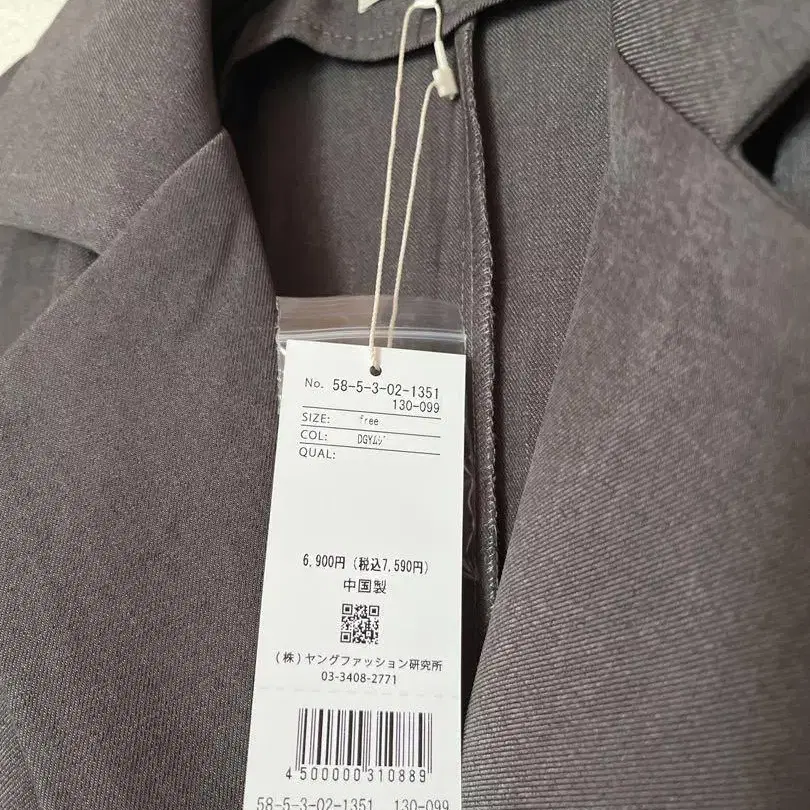 No. 58-5-3-02-1351
130-099
SIZE: free
COL: DGYﾑｼﾞ
QUAL:
6,900円 (税込7,590円)
中国製
(株) ヤングファッション研究所
03-3408-2771
4 500000 310889
58-5-3-02-1351 130-099